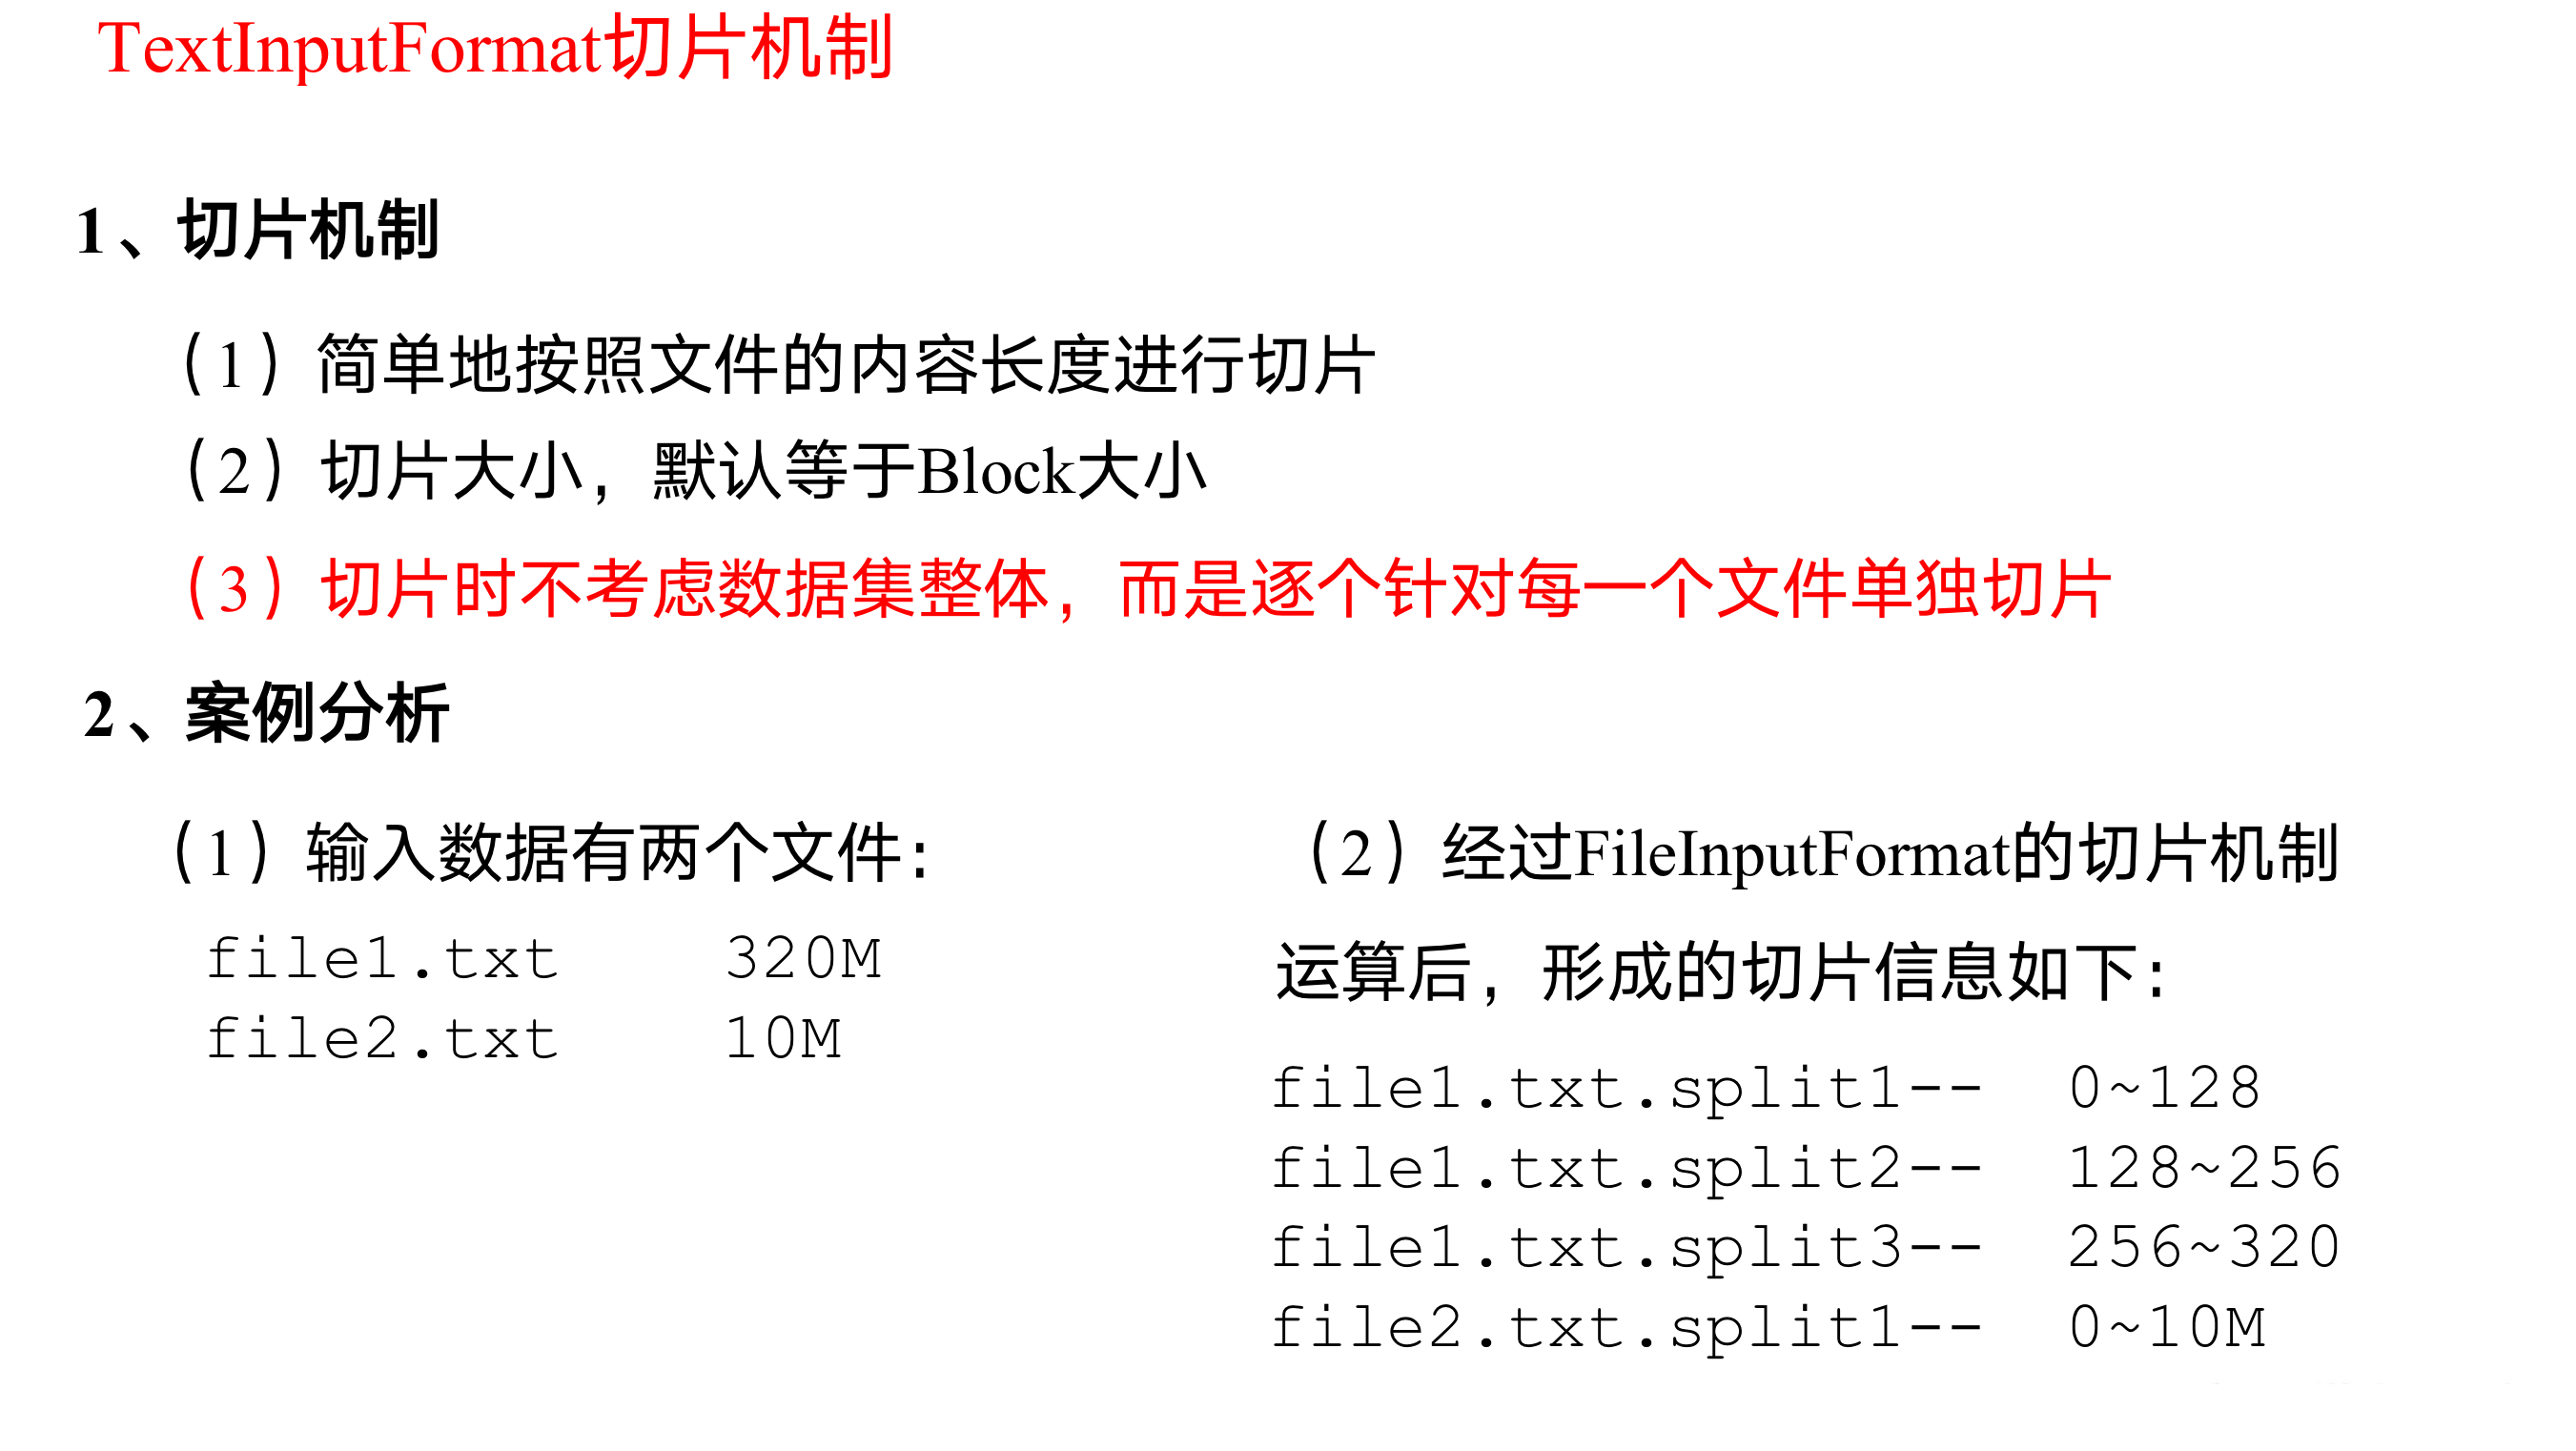 TextInputFormat切片机制
1、切片机制
（1）简单地按照文件的内容长度进行切片
（2）切片大小，默认等于Block大小
（3）切片时不考虑数据集整体，而是逐个针对每一个文件单独切片
2、案例分析
（1）输入数据有两个文件：
file1.txt 320M
file2.txt 10M
（2）经过FileInputFormat的切片机制
运算后，形成的切片信息如下：
file1.txt.split1-- 0~128
file1.txt.split2-- 128~256
file1.txt.split3-- 256~320
file2.txt.split1-- 0~10M